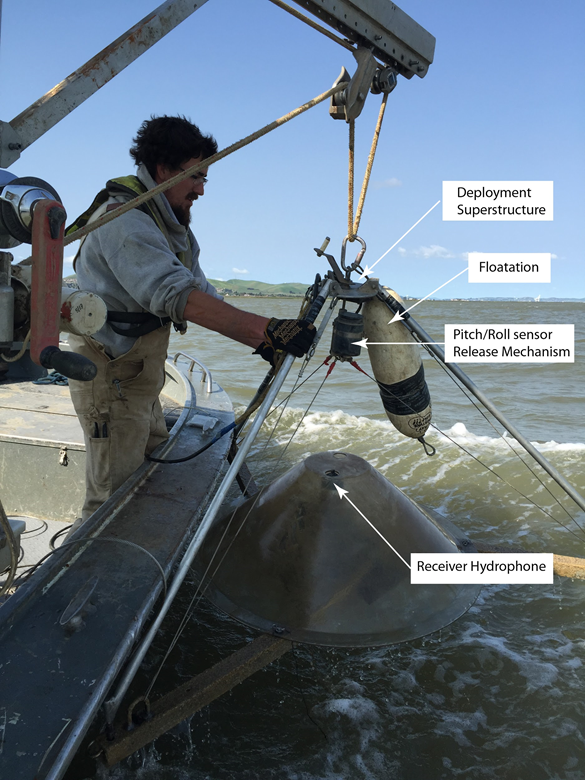 Deployment
Superstructure
Floatation
Pitch/Roll sensor
Release Mechanism
Receiver Hydrophone